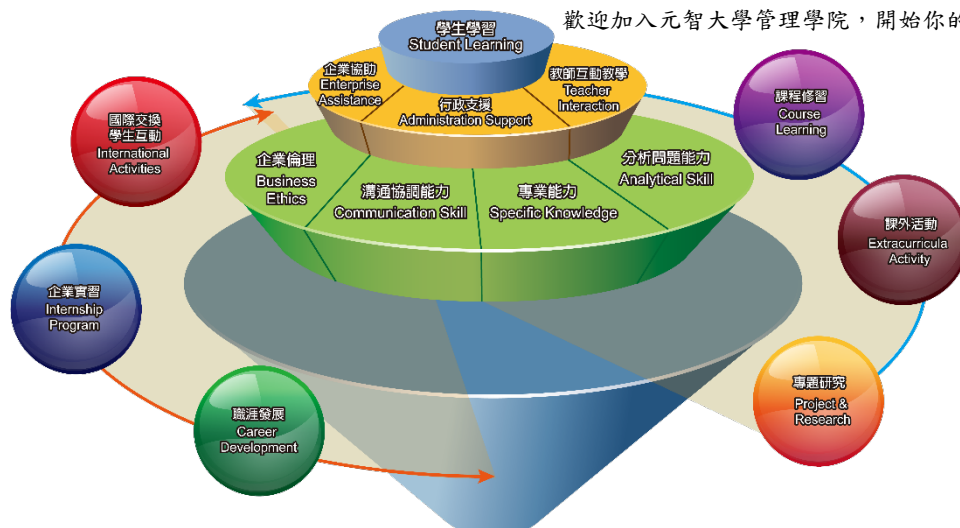 歡迎加入元智大學管理學院，開始你的
學生學習
Student Learning
企業協助
Enterprise
Assistance
行政支援
Administration Support
教師互動教學
Teacher
Interaction
企業倫理
Business
Ethics
溝通協調能力
Communication Skill
專業能力
Specific Knowledge
分析問題能力
Analytical Skill
國際交換
學生互動
International
Activities
企業實習
Internship
Program
職涯發展
Career
Development
課程修習
Course
Learning
課外活動
Extracurricula
Activity
專題研究
Project &
Research